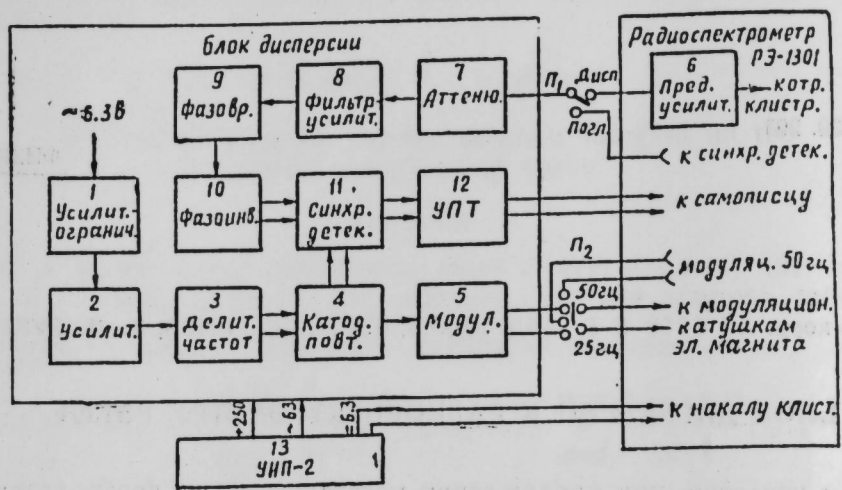 блок дисперсии
Радиоспектрометр
РЭ-1301
9
Фазовр.
8
Фильтр
усилит.
7
Аттеню.
П₁
Дисп.
Погл.
6
Пред.
усилит.
котр.
клистр.
к синхр. детек.
~6.3в
1
Усилит.-
огранич.
10
Фазоинв.
11
Синхр.
детек.
12
УПТ
к самописцу
2
Усилит.
3
Делит.
частот
4
Катод.
повт.
5
Модул.
П₂
50гц
25гц
модуляц. 50гц
к модуляцион.
катушкам
эл. магнита
+250
~6.3
=6.3
к накалу клист.
13
УИП-2
1